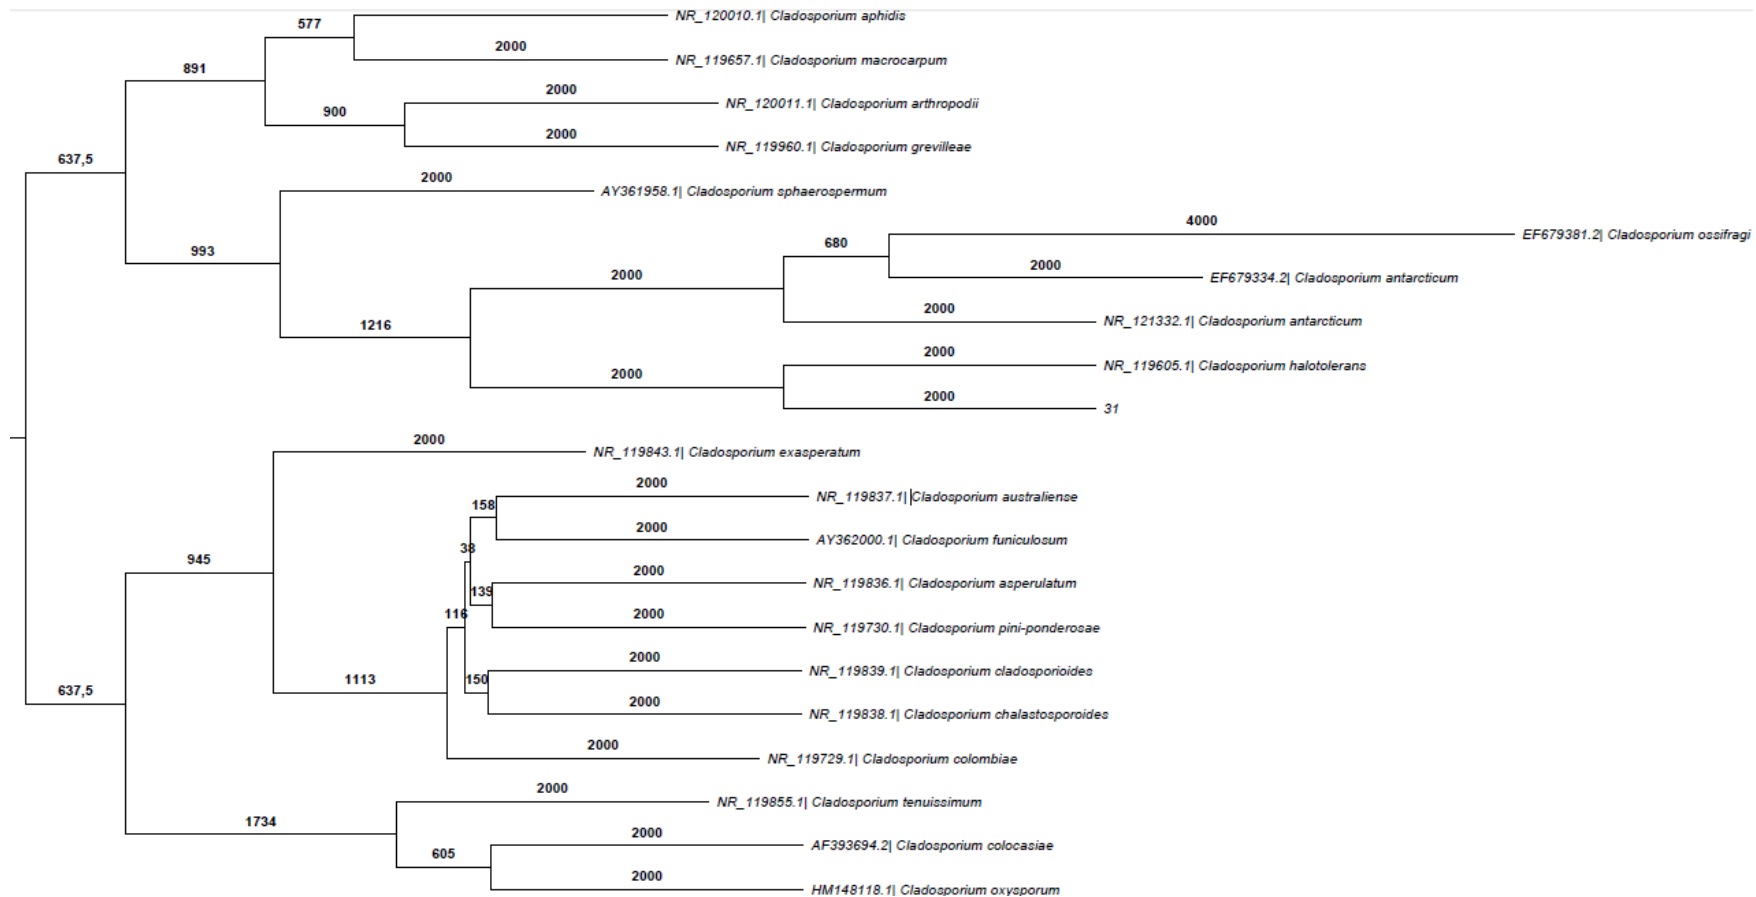 577
NR_120010.1| Cladosporium aphidis
2000
NR_119657.1| Cladosporium macrocarpum
891
2000
NR_120011.1| Cladosporium arthropodii
900
2000
NR_119960.1| Cladosporium grevilleae
637,5
2000
AY361958.1| Cladosporium sphaerospermum
4000
EF679381.2| Cladosporium ossifragi
680
993
2000
EF679334.2| Cladosporium antarcticum
2000
2000
NR_121332.1| Cladosporium antarcticum
1216
2000
NR_119605.1| Cladosporium halotolerans
2000
2000
31
2000
NR_119843.1| Cladosporium exasperatum
2000
NR_119837.1| Cladosporium australiense
158
2000
AY362000.1| Cladosporium funiculosum
38
945
2000
NR_119836.1| Cladosporium asperulatum
139
116
2000
NR_119730.1| Cladosporium pini-ponderosae
2000
NR_119839.1| Cladosporium cladosporioides
1113
150
637,5
2000
NR_119838.1| Cladosporium chalastosporoides
2000
NR_119729.1| Cladosporium colombiae
2000
NR_119855.1| Cladosporium tenuissimum
1734
2000
AF393694.2| Cladosporium colocasiae
605
2000
HM148118.1| Cladosporium oxysporum